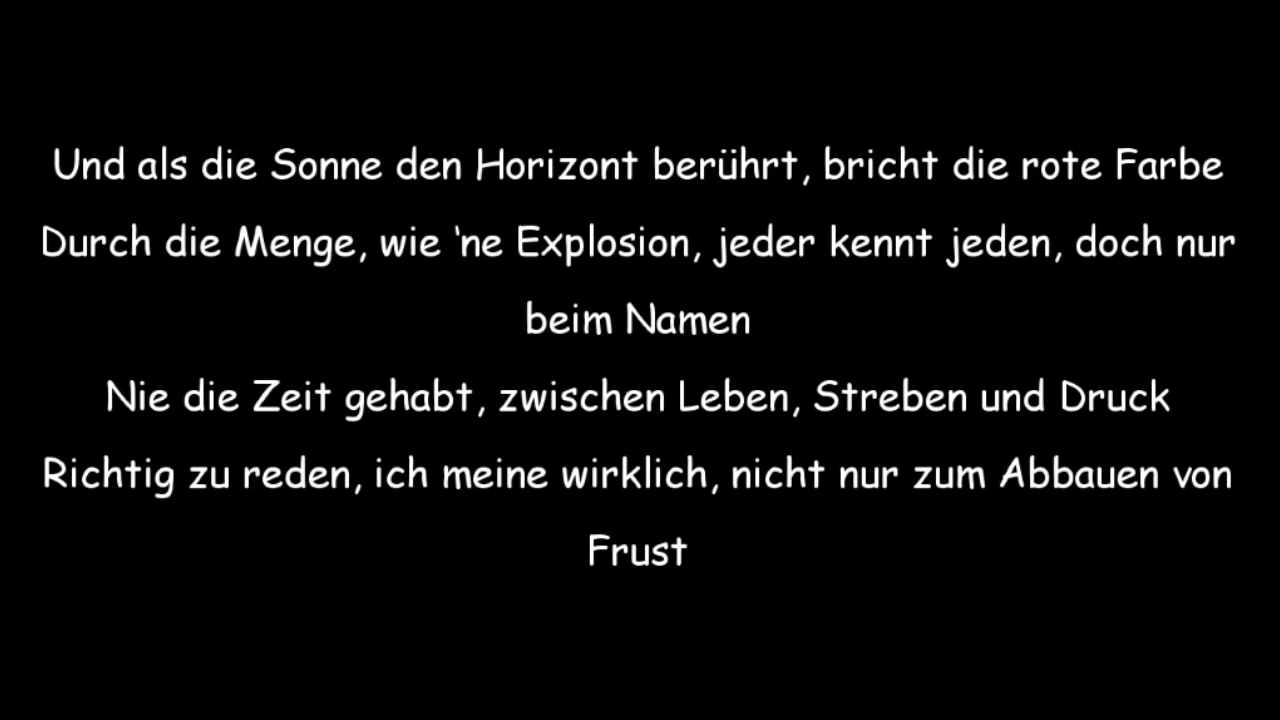 Und als die Sonne den Horizont berührt, bricht die rote Farbe
Durch die Menge, wie ‘ne Explosion, jeder kennt jeden, doch nur
beim Namen
Nie die Zeit gehabt, zwischen Leben, Streben und Druck
Richtig zu reden, ich meine wirklich, nicht nur zum Abbauen von
Frust